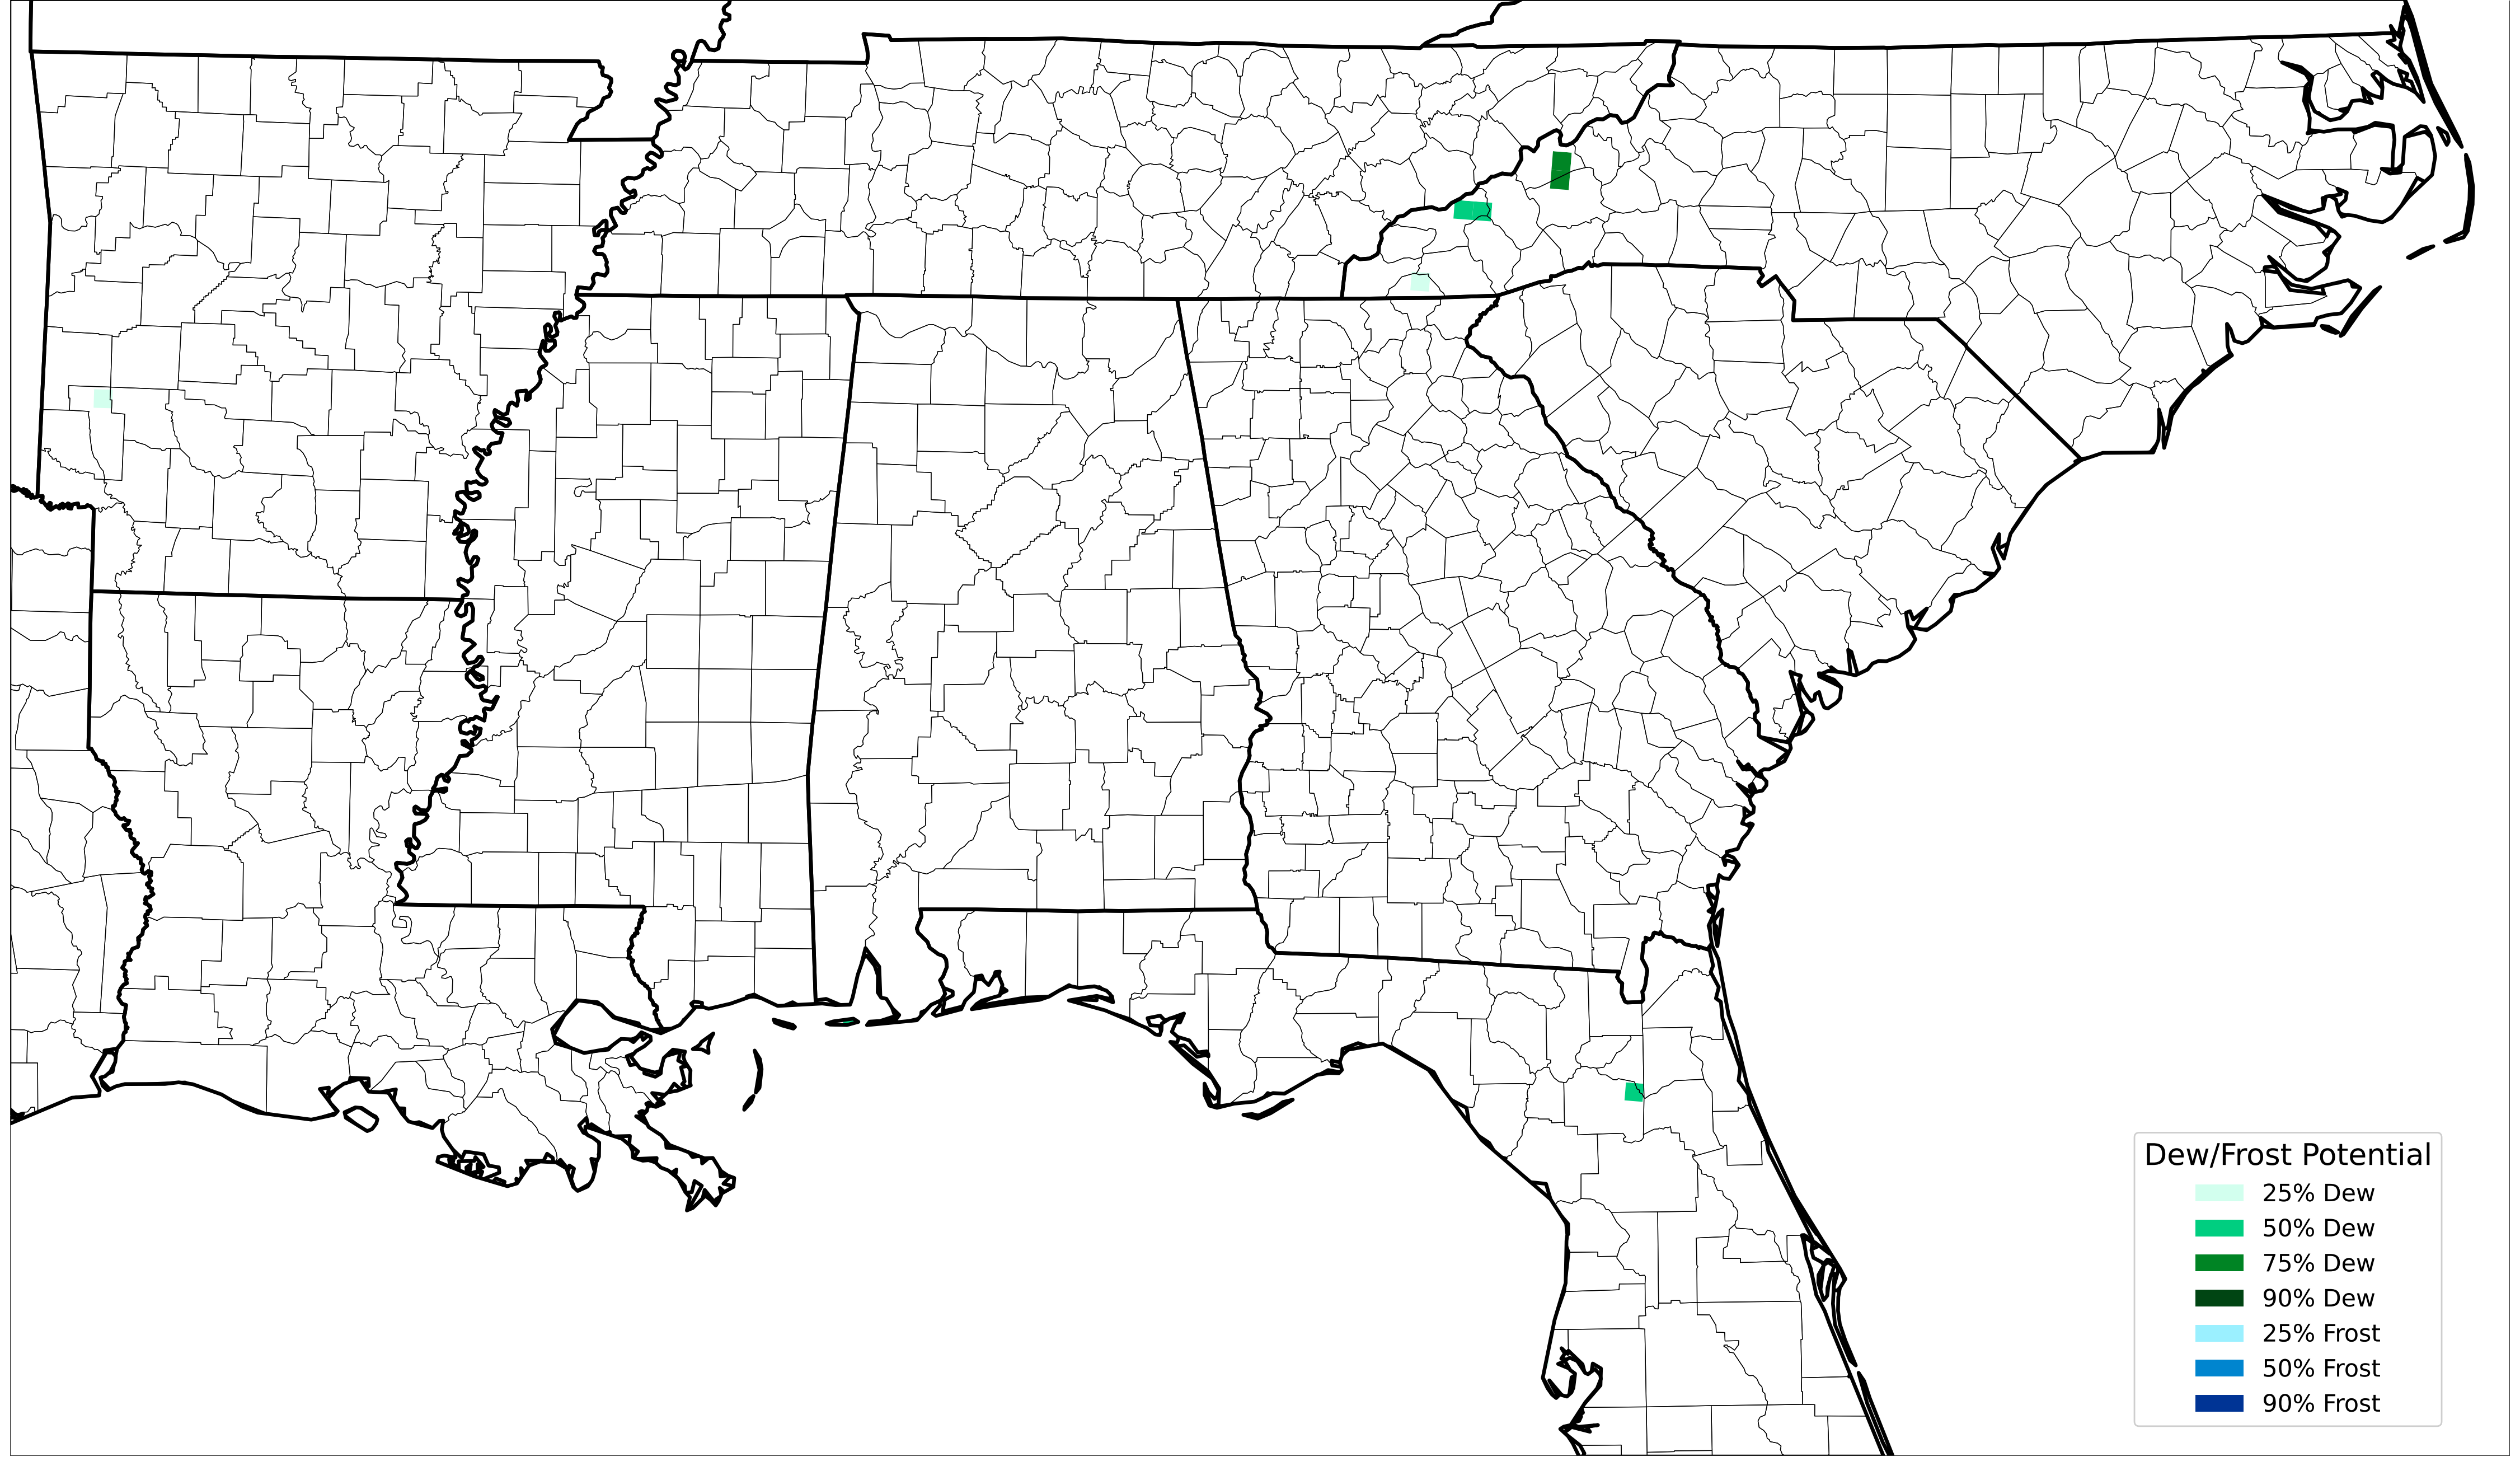 Dew/Frost Potential
25% Dew
50% Dew
75% Dew
90% Dew
25% Frost
50% Frost
90% Frost